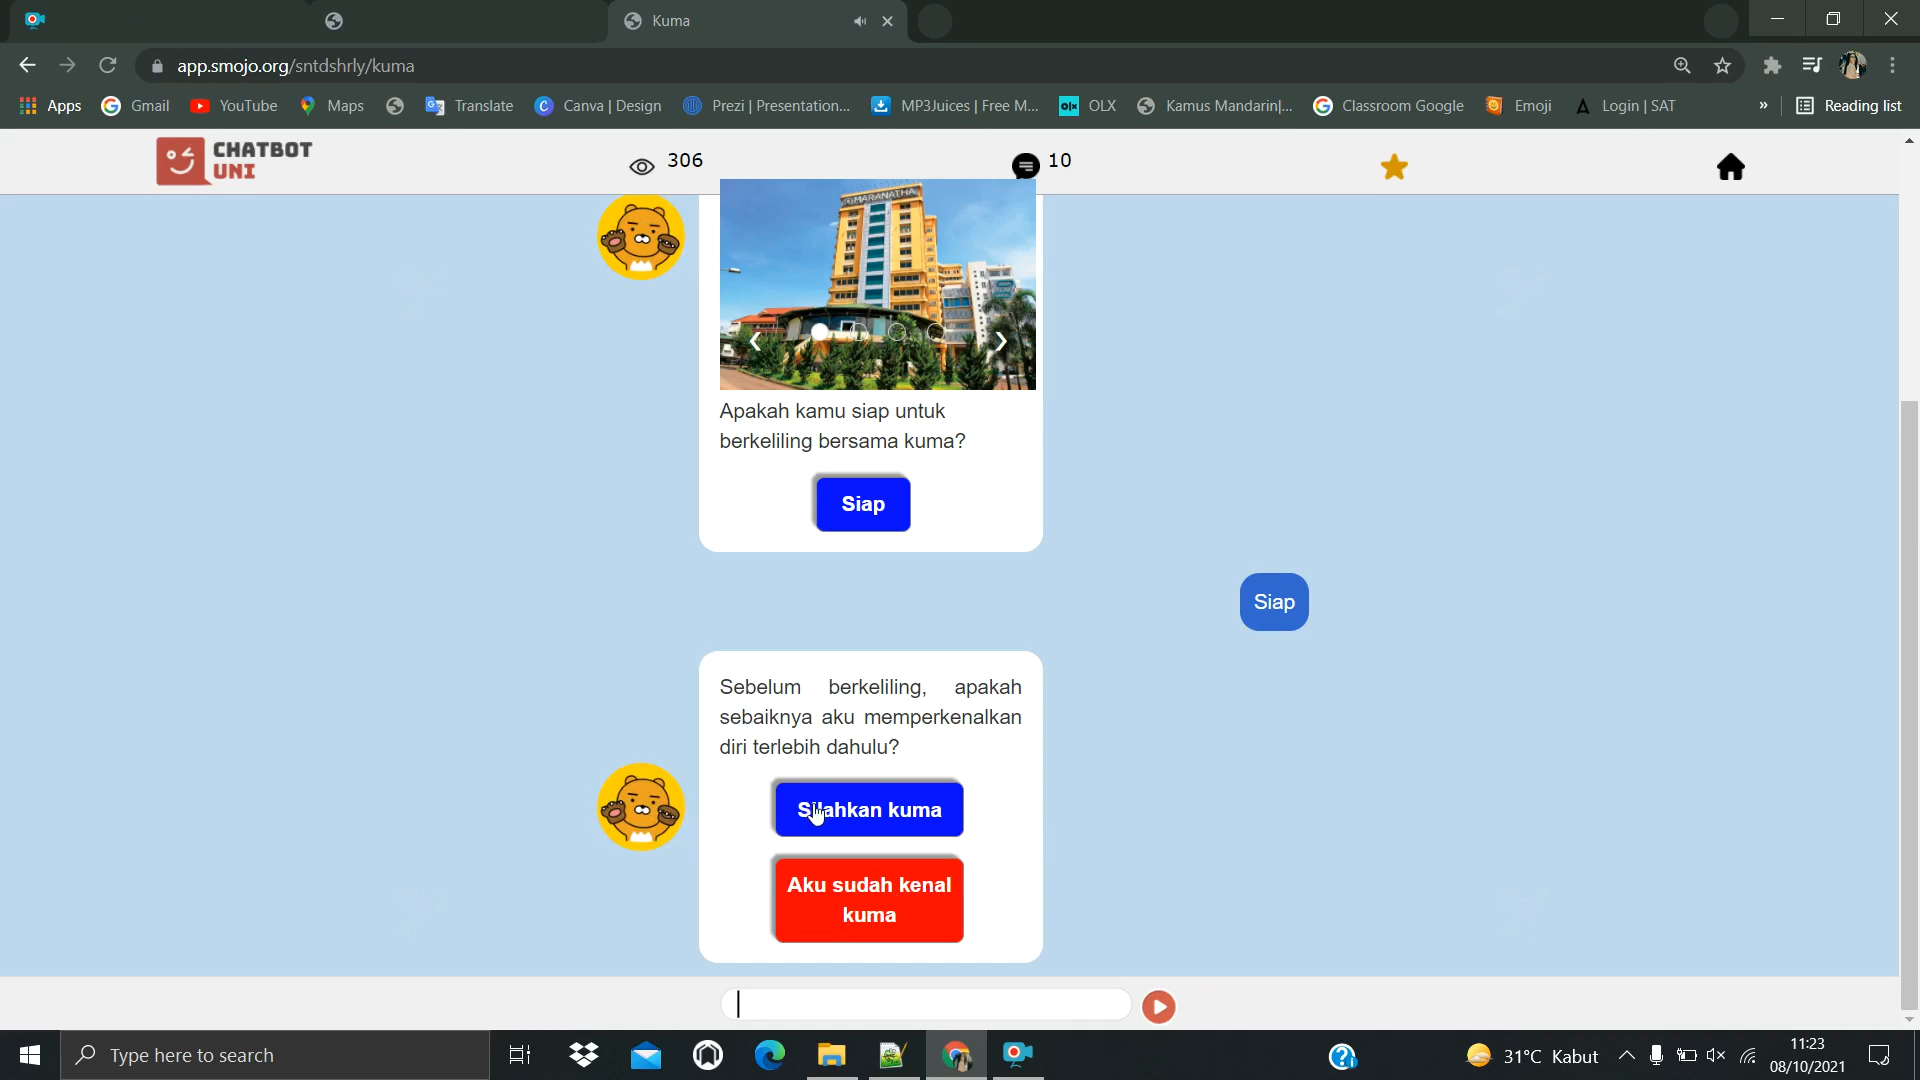 Kuma
app.smojo.org/sntdshrly/kuma
Apps
Gmail
YouTube
Maps
Translate
Canva | Design
Prezi | Presentation...
MP3Juices | Free M...
OLX
Kamus Mandarin|...
Classroom Google
Emoji
Login | SAT
»
Reading list
CHATBOT
UNI
306
10
MARANATHA
Apakah kamu siap untuk
berkeliling bersama kuma?
Siap
Siap
Sebelum berkeliling, apakah
sebaiknya aku memperkenalkan
diri terlebih dahulu?
Silahkan kuma
Aku sudah kenal
kuma
Type here to search
31°C Kabut
11:23
08/10/2021